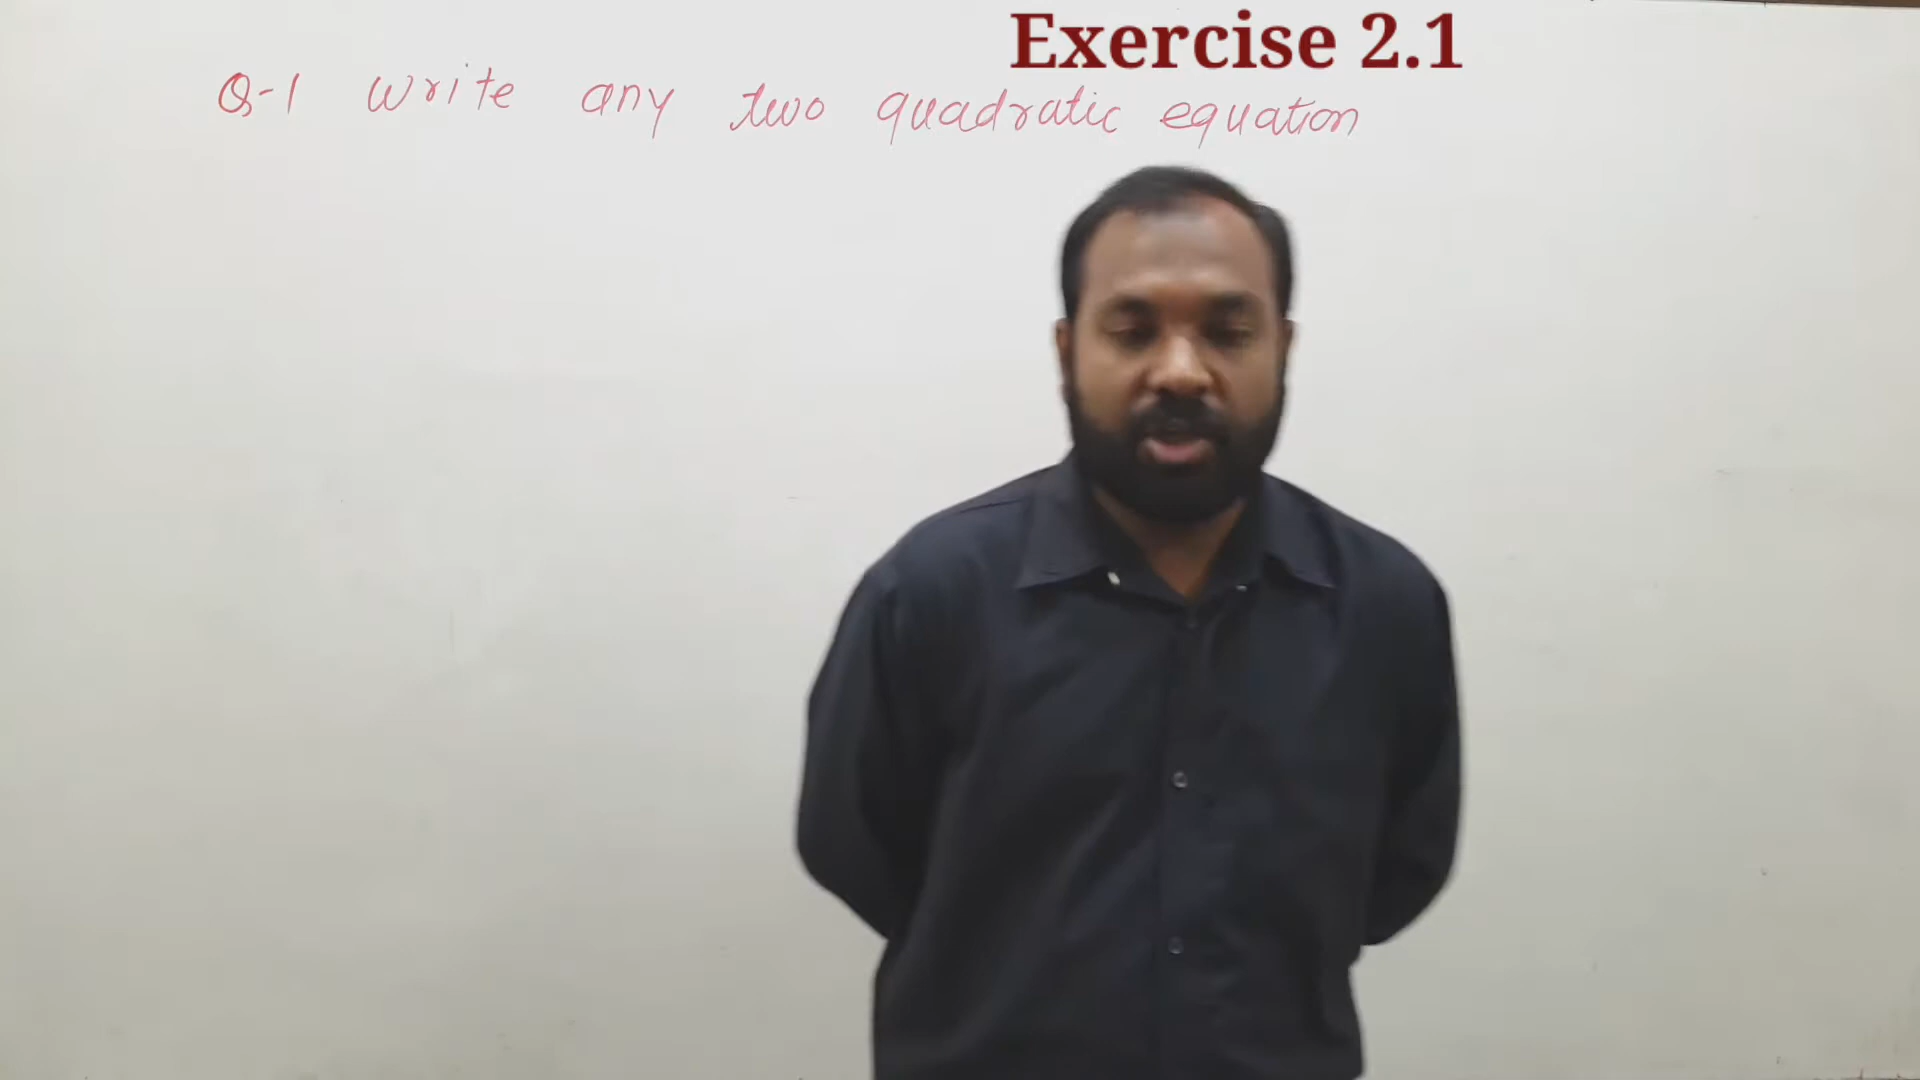 Exercise 2.1
Q-1 write any two quadratic equation